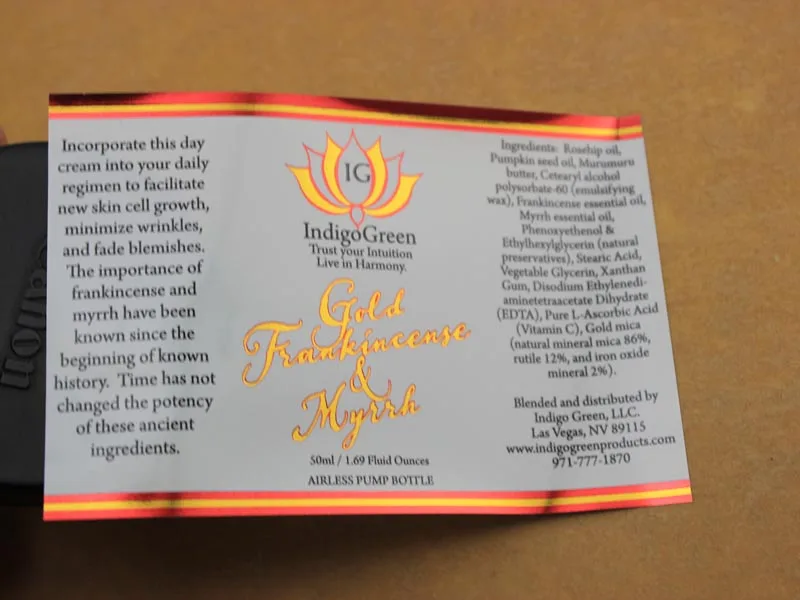 Incorporate this day
cream into your daily
regimen to facilitate
new skin cell growth,
minimize wrinkles,
and fade blemishes.
The importance of
frankincense and
myrrh have been
known since the
beginning of known
history. Time has not
changed the potency
of these ancient
ingredients.
IG
IndigoGreen
Trust your Intuition
Live in Harmony.
Gold
Frankincense
&
Myrrh
50ml / 1.69 Fluid Ounces
AIRLESS PUMP BOTTLE
Ingredients: Rosehip oil,
Pumpkin seed oil, Murumuru
butter, Cetearyl alcohol
polysorbate-60 (emulsifying
wax), Frankincense essential oil,
Myrrh essential oil,
Phenoxyethenol &
Ethylhexylglycerin (natural
preservatives), Stearic Acid,
Vegetable Glycerin, Xanthan
Gum, Disodium Ethylenedi-
aminetetraacetate Dihydrate
(EDTA), Pure L-Ascorbic Acid
(Vitamin C), Gold mica
(natural mineral mica 86%,
rutile 12%, and iron oxide
mineral 2%).
Blended and distributed by
Indigo Green, LLC.
Las Vegas, NV 89115
www.indigogreenproducts.com
971-777-1870